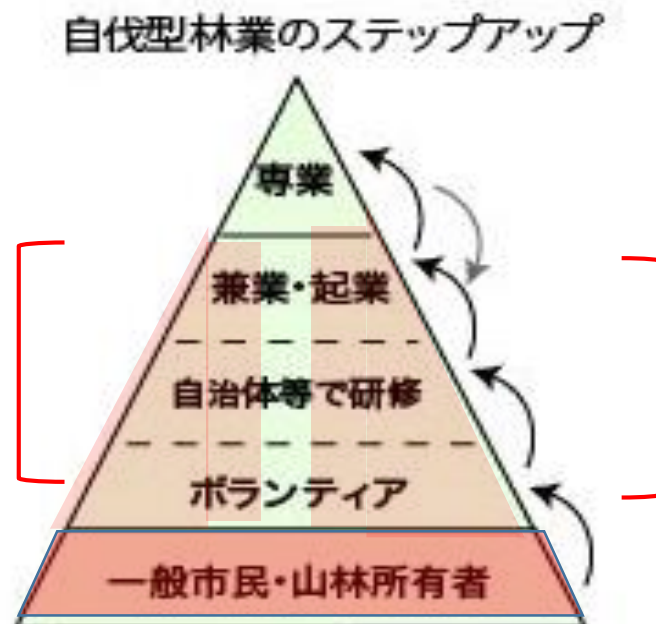 自伐型林業のステップアップ
専業
兼業・起業
自治体等で研修
ボランティア
一般市民・山林所有者